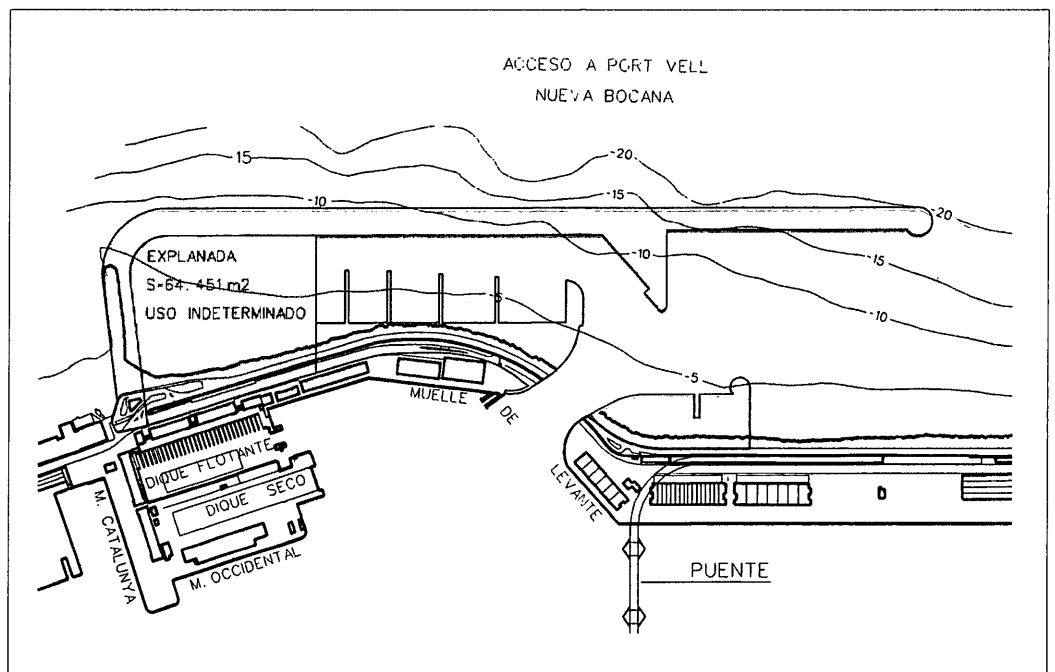 ACCESO A PORT VELL
NUEVA BOCANA
-20
15
-15
-10
-20
EXPLANADA
S-64.451 m2
USO INDETERMINADO
-10
-15
-5
-10
-5
MUELLE DE
LEVANTE
DIQUE FLOTANTE
DIQUE SECO
M. CATALUNYA
M. OCCIDENTAL
PUENTE